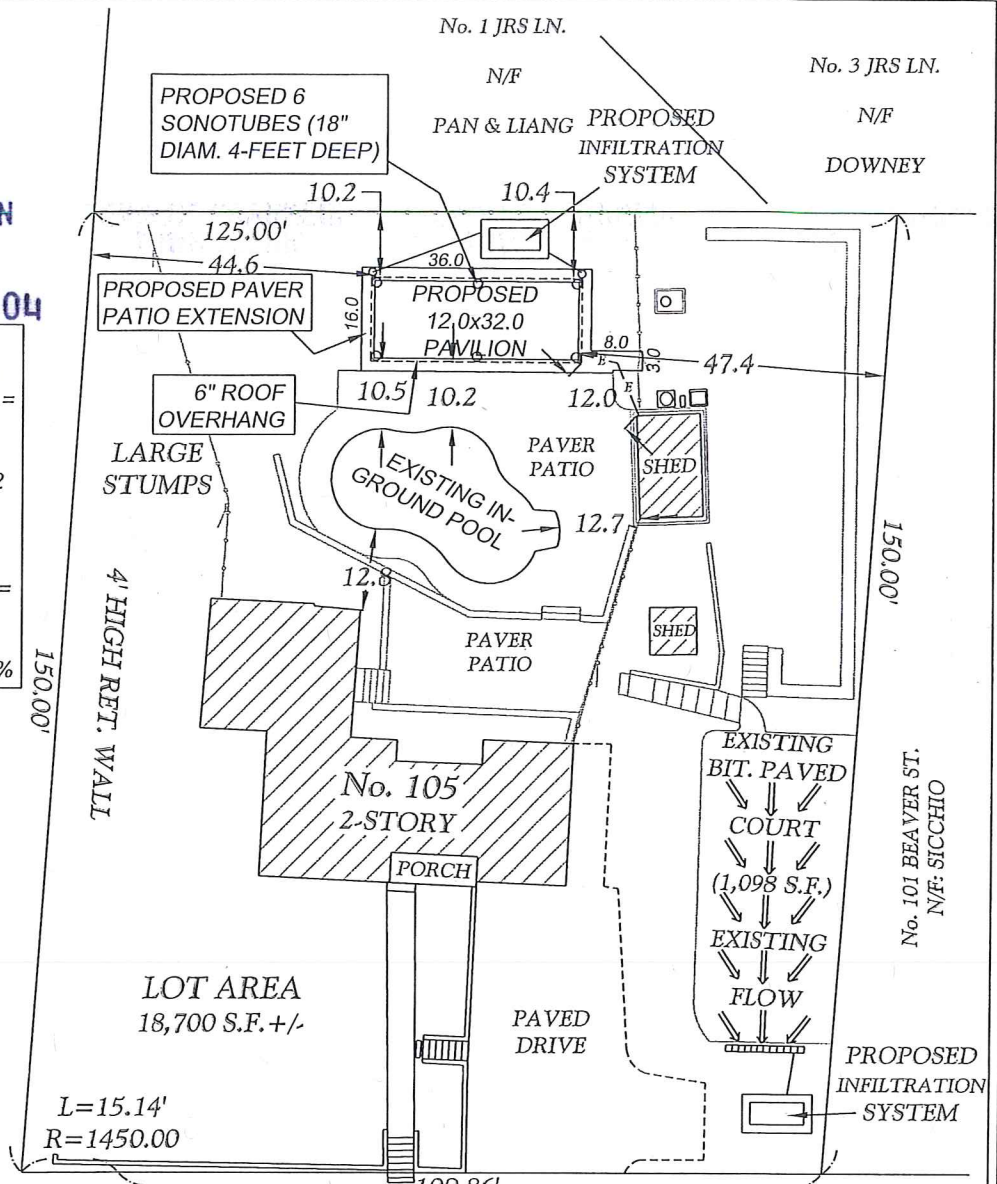 No. 1 JRS LN.
N/F
PAN & LIANG
No. 3 JRS LN.
N/F
DOWNEY
PROPOSED 6
SONOTUBES (18"
DIAM. 4-FEET DEEP)
PROPOSED
INFILTRATION
SYSTEM
N
04
=
2
=
%
10.2
10.4
125.00'
44.6
36.0
PROPOSED PAVER
PATIO EXTENSION
16.0
PROPOSED
12.0x32.0
PAVILION
8.0
3.0
E
E
47.4
6" ROOF
OVERHANG
10.5
10.2
12.0
LARGE
STUMPS
PAVER
PATIO
SHED
EXISTING IN-
GROUND POOL
12.7
12.8
150.00'
4' HIGH RET. WALL
150.00'
PAVER
PATIO
SHED
No. 105
2-STORY
PORCH
EXISTING
BIT. PAVED
COURT
(1,098 S.F.)
EXISTING
FLOW
No. 101 BEAVER ST.
N/F: SICCHIO
LOT AREA
18,700 S.F.+/-
PAVED
DRIVE
PROPOSED
INFILTRATION
SYSTEM
L=15.14'
R=1450.00
109.86'